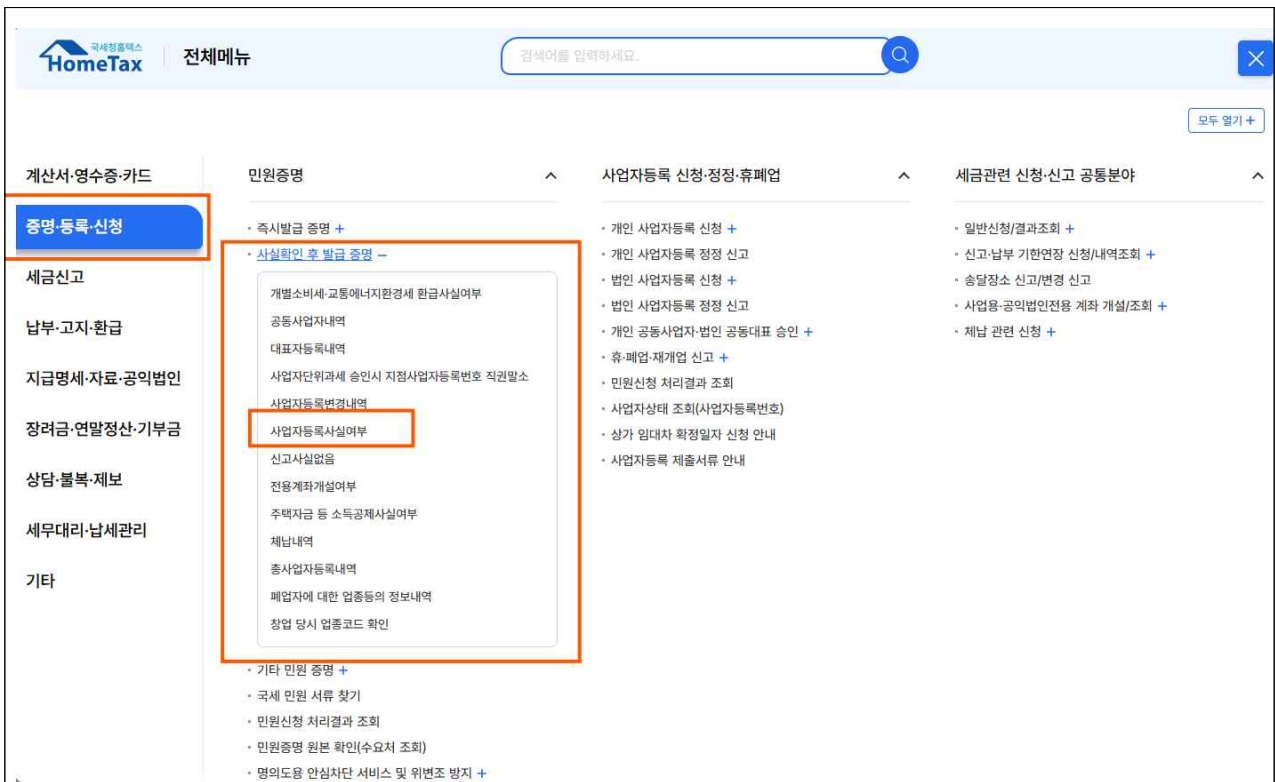 국세청홈택스
HomeTax
전체메뉴
검색어를 입력하세요.
모두 열기 +
계산서·영수증·카드
증명·등록·신청
세금신고
납부·고지·환급
지급명세·자료·공익법인
장려금·연말정산·기부금
상담·불복·제보
세무대리·납세관리
기타
민원증명
· 즉시발급 증명 +
· 사실확인 후 발급 증명 −
개별소비세·교통에너지환경세 환급사실여부
공동사업자내역
대표자등록내역
사업자단위과세 승인시 지점사업자등록번호 직권말소
사업자등록변경내역
사업자등록사실여부
신고사실없음
전용계좌개설여부
주택자금 등 소득공제사실여부
체납내역
총사업자등록내역
폐업자에 대한 업종등의 정보내역
창업 당시 업종코드 확인
· 기타 민원 증명 +
· 국세 민원 서류 찾기
· 민원신청 처리결과 조회
· 민원증명 원본 확인(수요처 조회)
· 명의도용 안심차단 서비스 및 위변조 방지 +
사업자등록 신청·정정·휴폐업
· 개인 사업자등록 신청 +
· 개인 사업자등록 정정 신고
· 법인 사업자등록 신청 +
· 법인 사업자등록 정정 신고
· 개인 공동사업자·법인 공동대표 승인 +
· 휴·폐업·재개업 신고 +
· 민원신청 처리결과 조회
· 사업자상태 조회(사업자등록번호)
· 상가 임대차 확정일자 신청 안내
· 사업자등록 제출서류 안내
세금관련 신청·신고 공통분야
· 일반신청/결과조회 +
· 신고·납부 기한연장 신청/내역조회 +
· 송달장소 신고/변경 신고
· 사업용·공익법인전용 계좌 개설/조회 +
· 체납 관련 신청 +